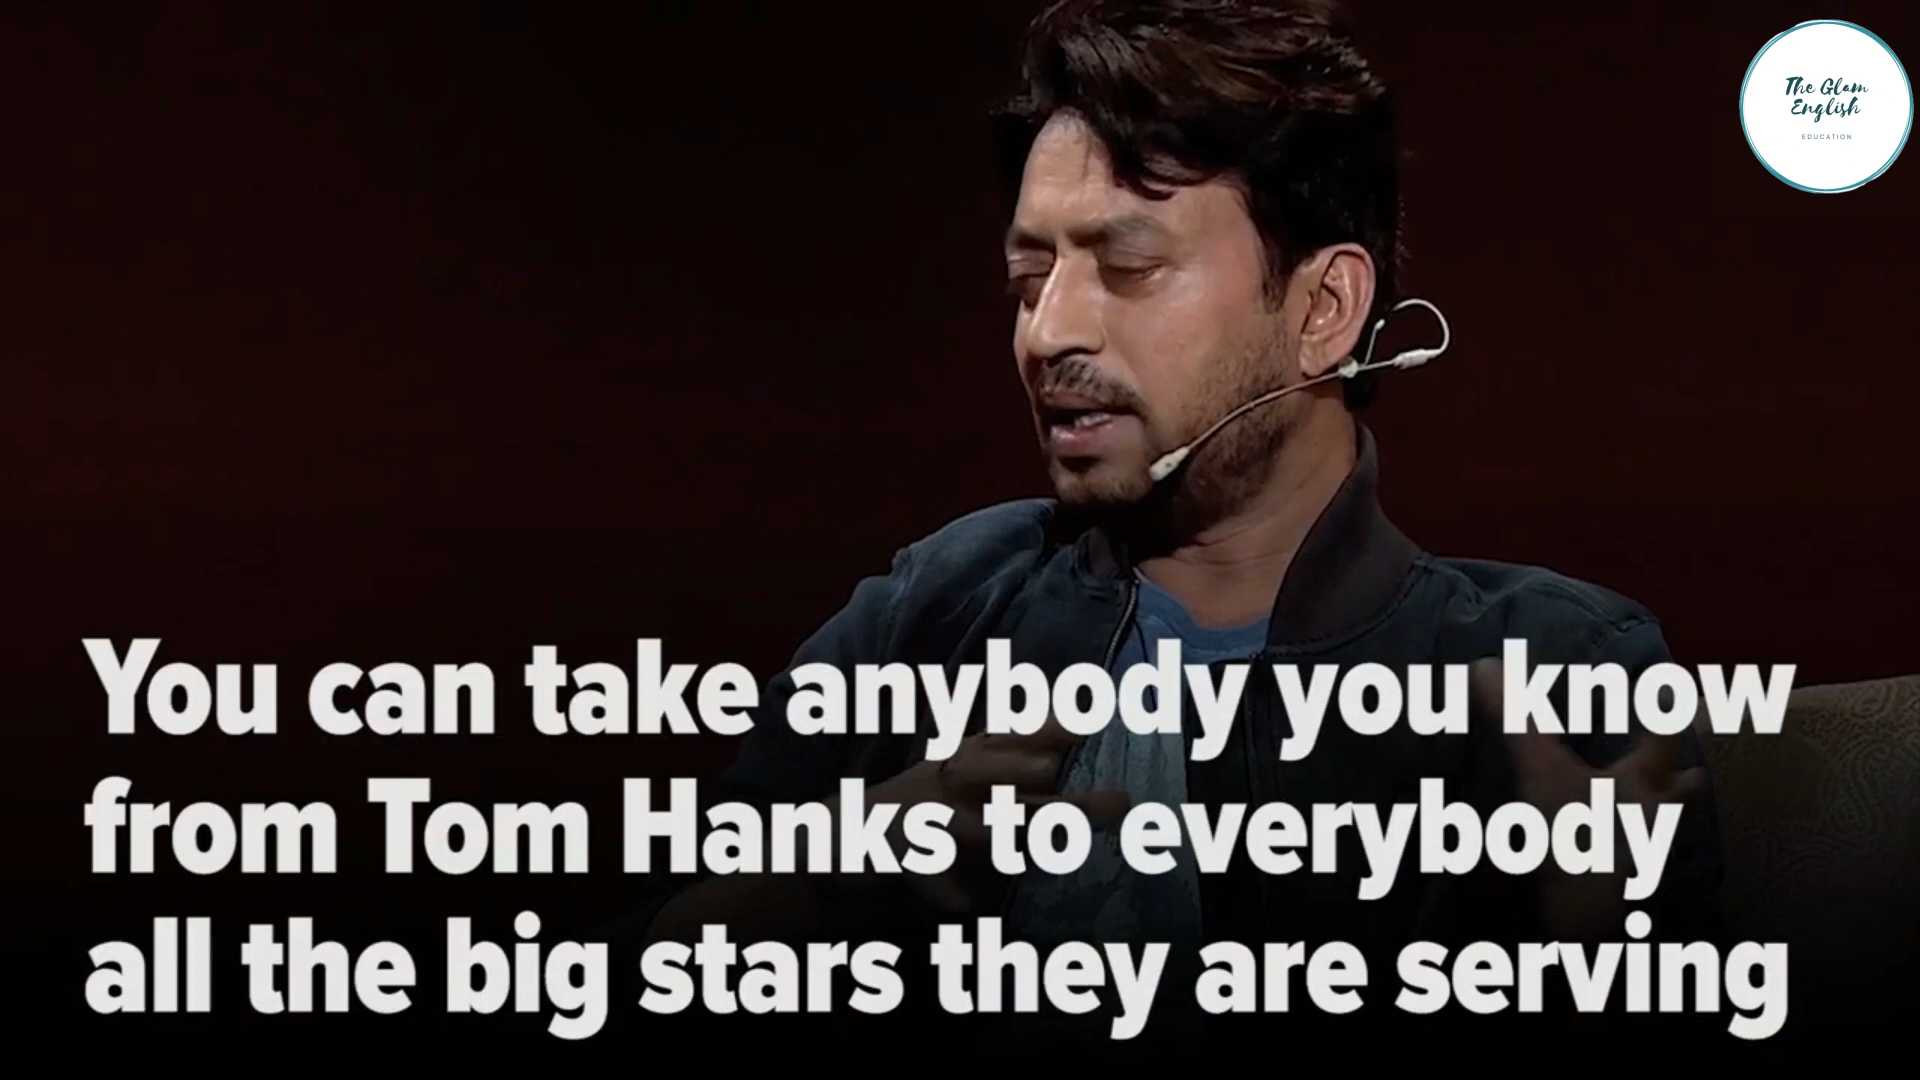 The Glam
English
EDUCATION
You can take anybody you know
from Tom Hanks to everybody
all the big stars they are serving